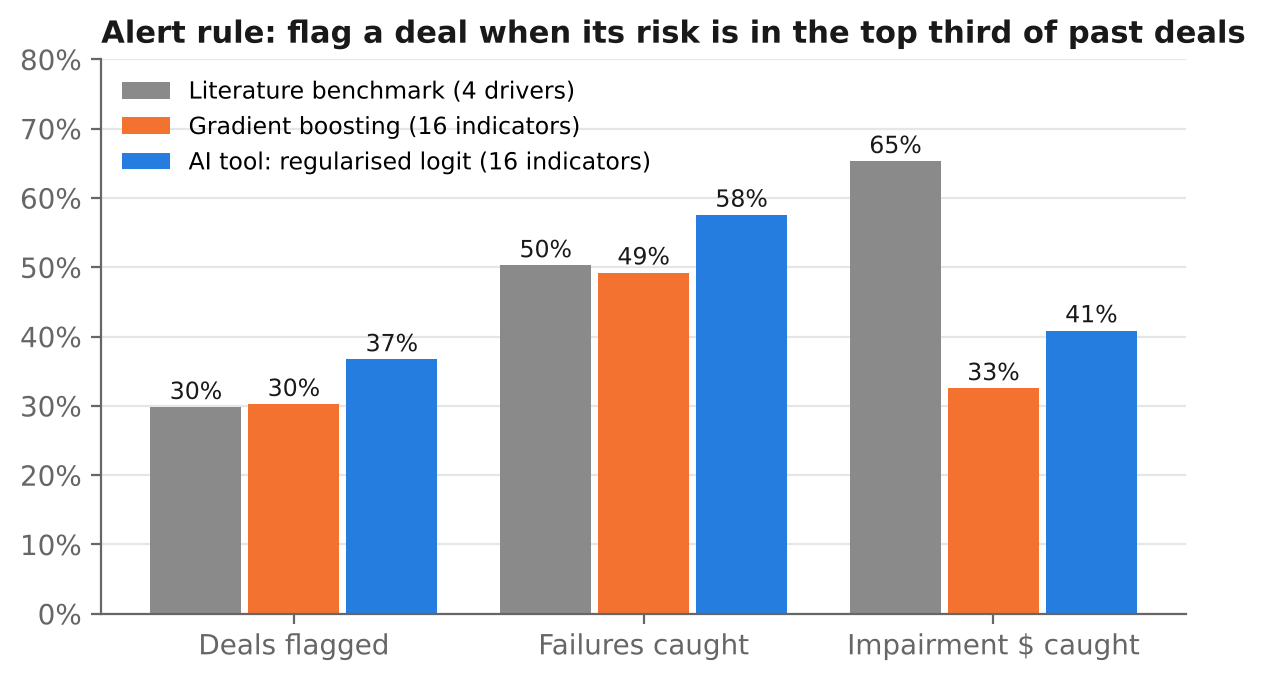 Alert rule: flag a deal when its risk is in the top third of past deals
80%
70%
60%
50%
40%
30%
20%
10%
0%
Literature benchmark (4 drivers)
Gradient boosting (16 indicators)
AI tool: regularised logit (16 indicators)
30%
30%
37%
50%
49%
58%
65%
33%
41%
Deals flagged
Failures caught
Impairment $ caught